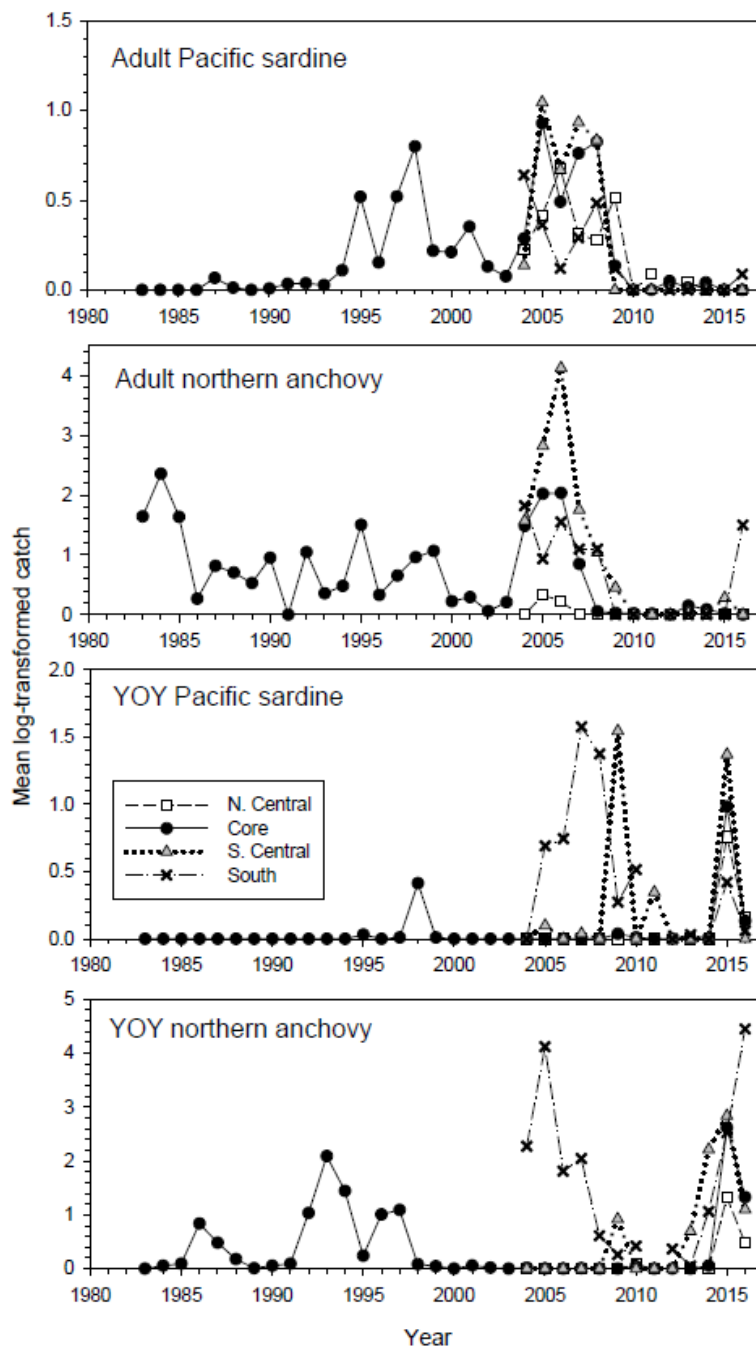 1.5
Adult Pacific sardine
1.0
0.5
0.0
1980 1985 1990 1995 2000 2005 2010 2015
Adult northern anchovy
4
3
2
1
0
1980 1985 1990 1995 2000 2005 2010 2015
Mean log-transformed catch
2.0
YOY Pacific sardine
1.5
1.0
N. Central
Core
S. Central
South
0.5
0.0
1980 1985 1990 1995 2000 2005 2010 2015
5
YOY northern anchovy
4
3
2
1
0
1980 1985 1990 1995 2000 2005 2010 2015
Year